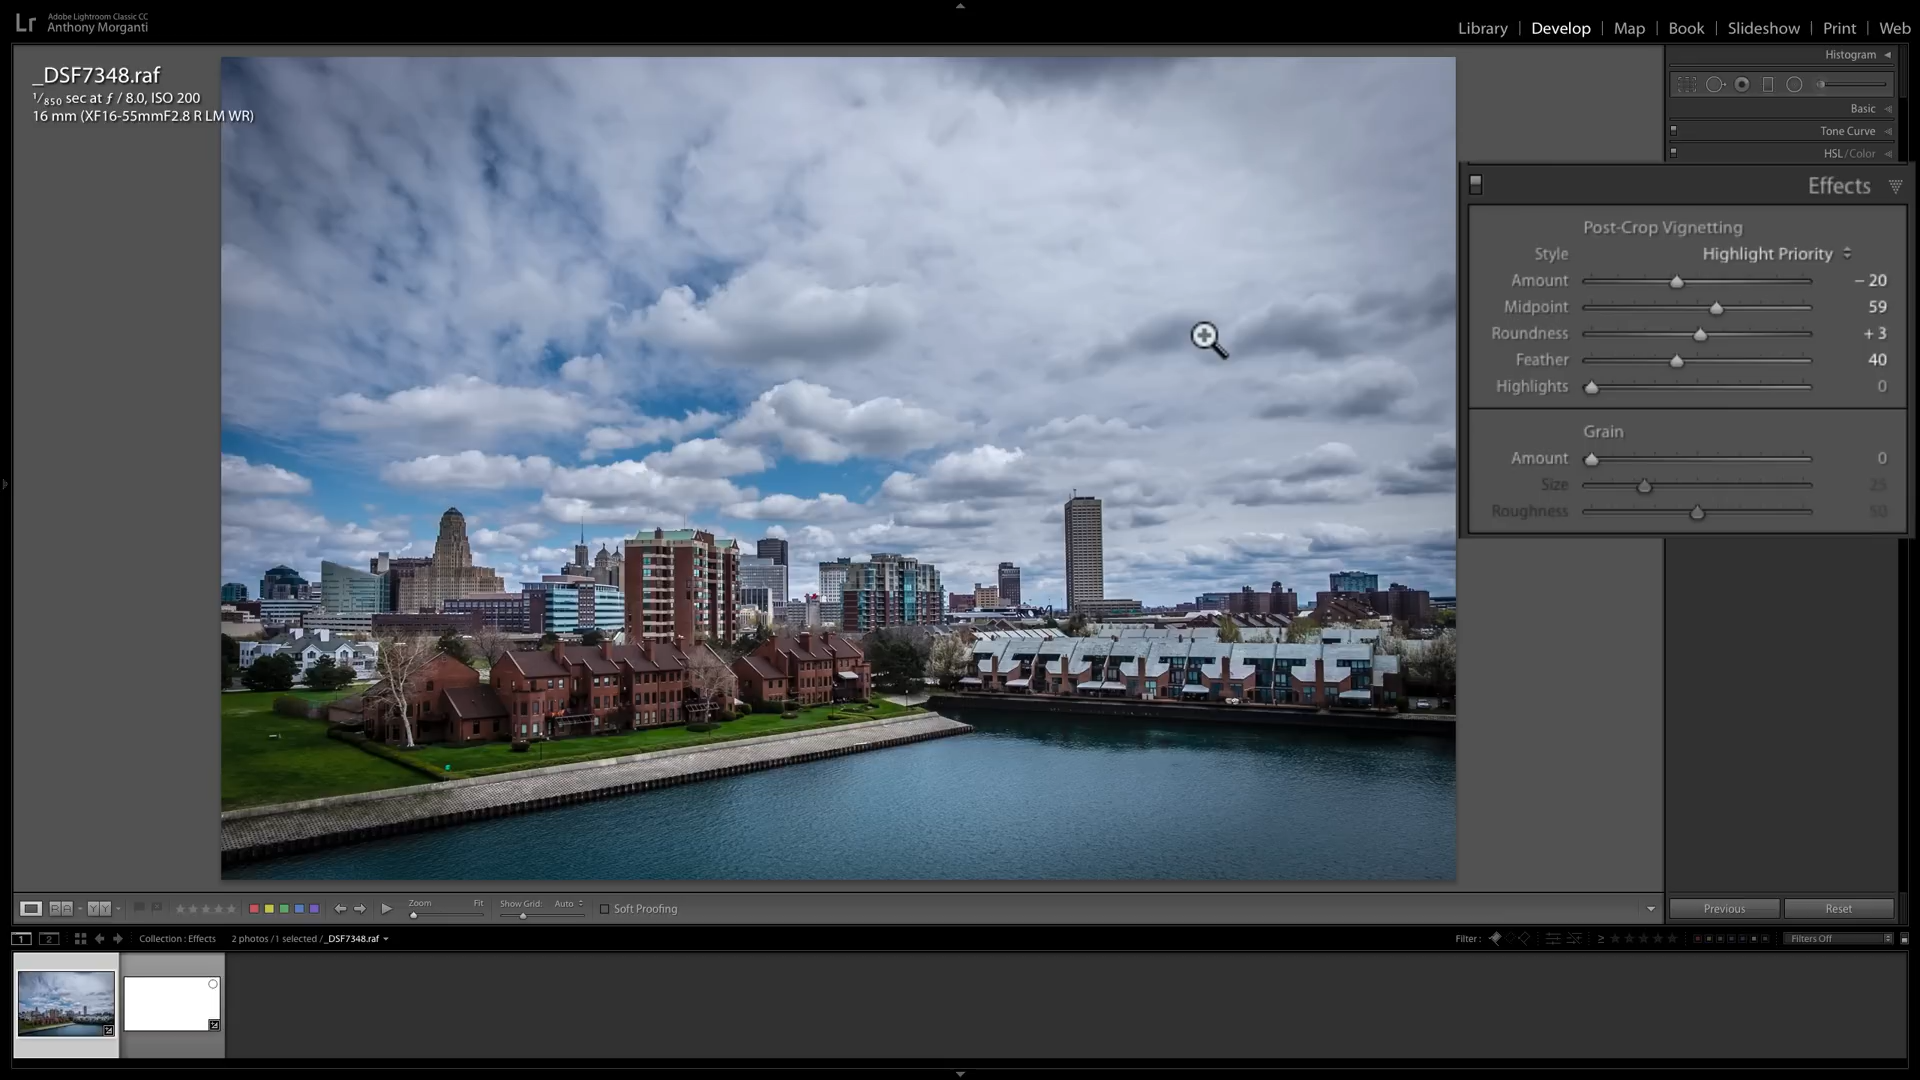 Lr Adobe Lightroom Classic CC
Anthony Morganti
Library | Develop | Map | Book | Slideshow | Print | Web
_DSF7348.raf
1/850 sec at ƒ / 8.0, ISO 200
16 mm (XF16-55mmF2.8 R LM WR)
Histogram
Basic
Tone Curve
HSL / Color
Effects
Post-Crop Vignetting
Style Highlight Priority
Amount − 20
Midpoint 59
Roundness + 3
Feather 40
Highlights 0
Grain
Amount 0
Size 25
Roughness 50
Zoom Fit Show Grid: Auto Soft Proofing
Previous Reset
1 2 Collection : Effects 2 photos / 1 selected / _DSF7348.raf Filter : Filters Off